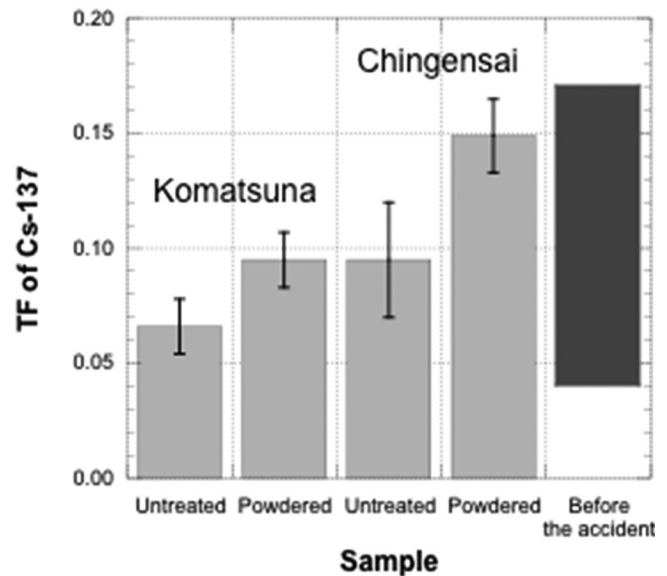 0.20
Chingensai
0.15
Komatsuna
TF of Cs-137
0.10
0.05
0.00
Untreated Powdered Untreated Powdered Before
the accident
Sample